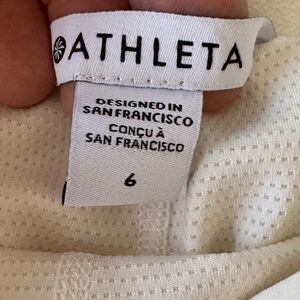 ATHLETA
DESIGNED IN
SAN FRANCISCO
CONÇU À
SAN FRANCISCO
6